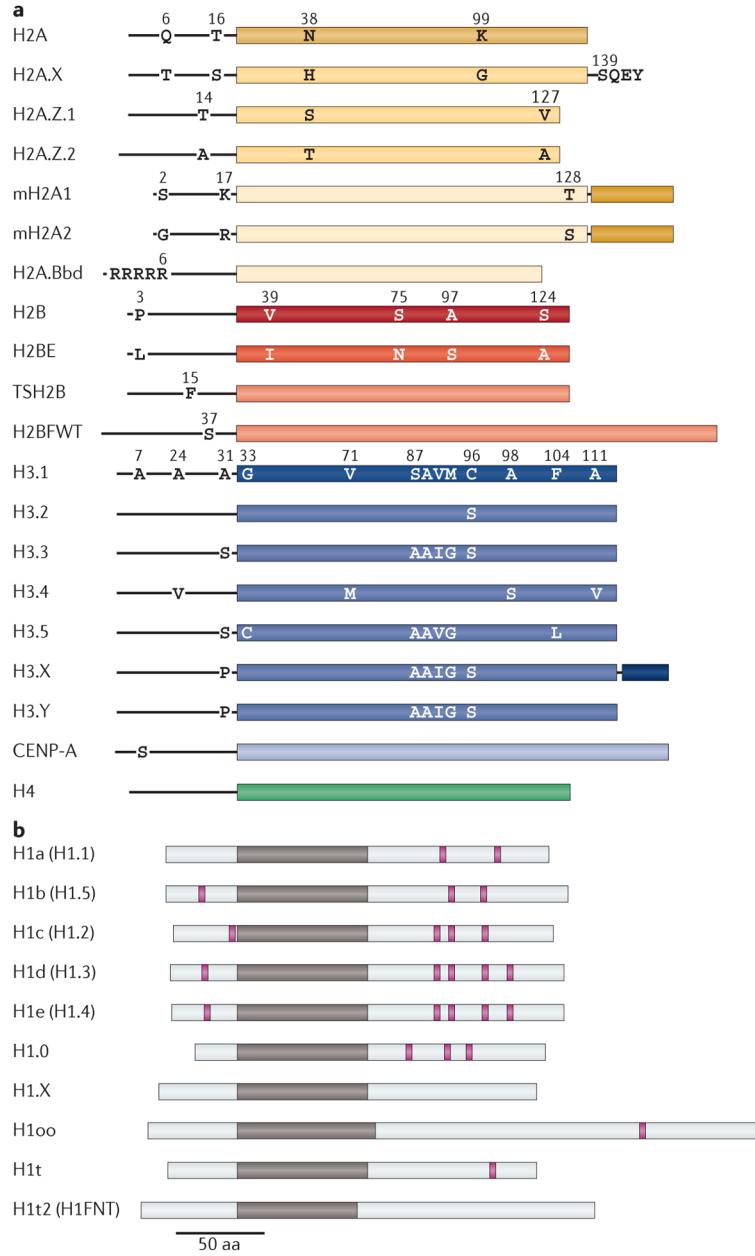 a
6 16 38 99
H2A Q T N K
139
H2A.X T S H G SQEY
14 127
H2A.Z.1 T S V
H2A.Z.2 A T A
2 17 128
mH2A1 S K T
mH2A2 G R S
6
H2A.Bbd RRRRR
3 39 75 97 124
H2B P V S A S
H2BE L I N S A
15
TSH2B F
37
H2BFWT S
7 24 31 33 71 87 96 98 104 111
H3.1 A A A G V SAVM C A F A
H3.2 S
H3.3 S AAIG S
H3.4 V M S V
H3.5 S C AAVG L
H3.X P AAIG S
H3.Y P AAIG S
CENP-A S
H4
b
H1a (H1.1)
H1b (H1.5)
H1c (H1.2)
H1d (H1.3)
H1e (H1.4)
H1.0
H1.X
H1oo
H1t
H1t2 (H1FNT)
50 aa